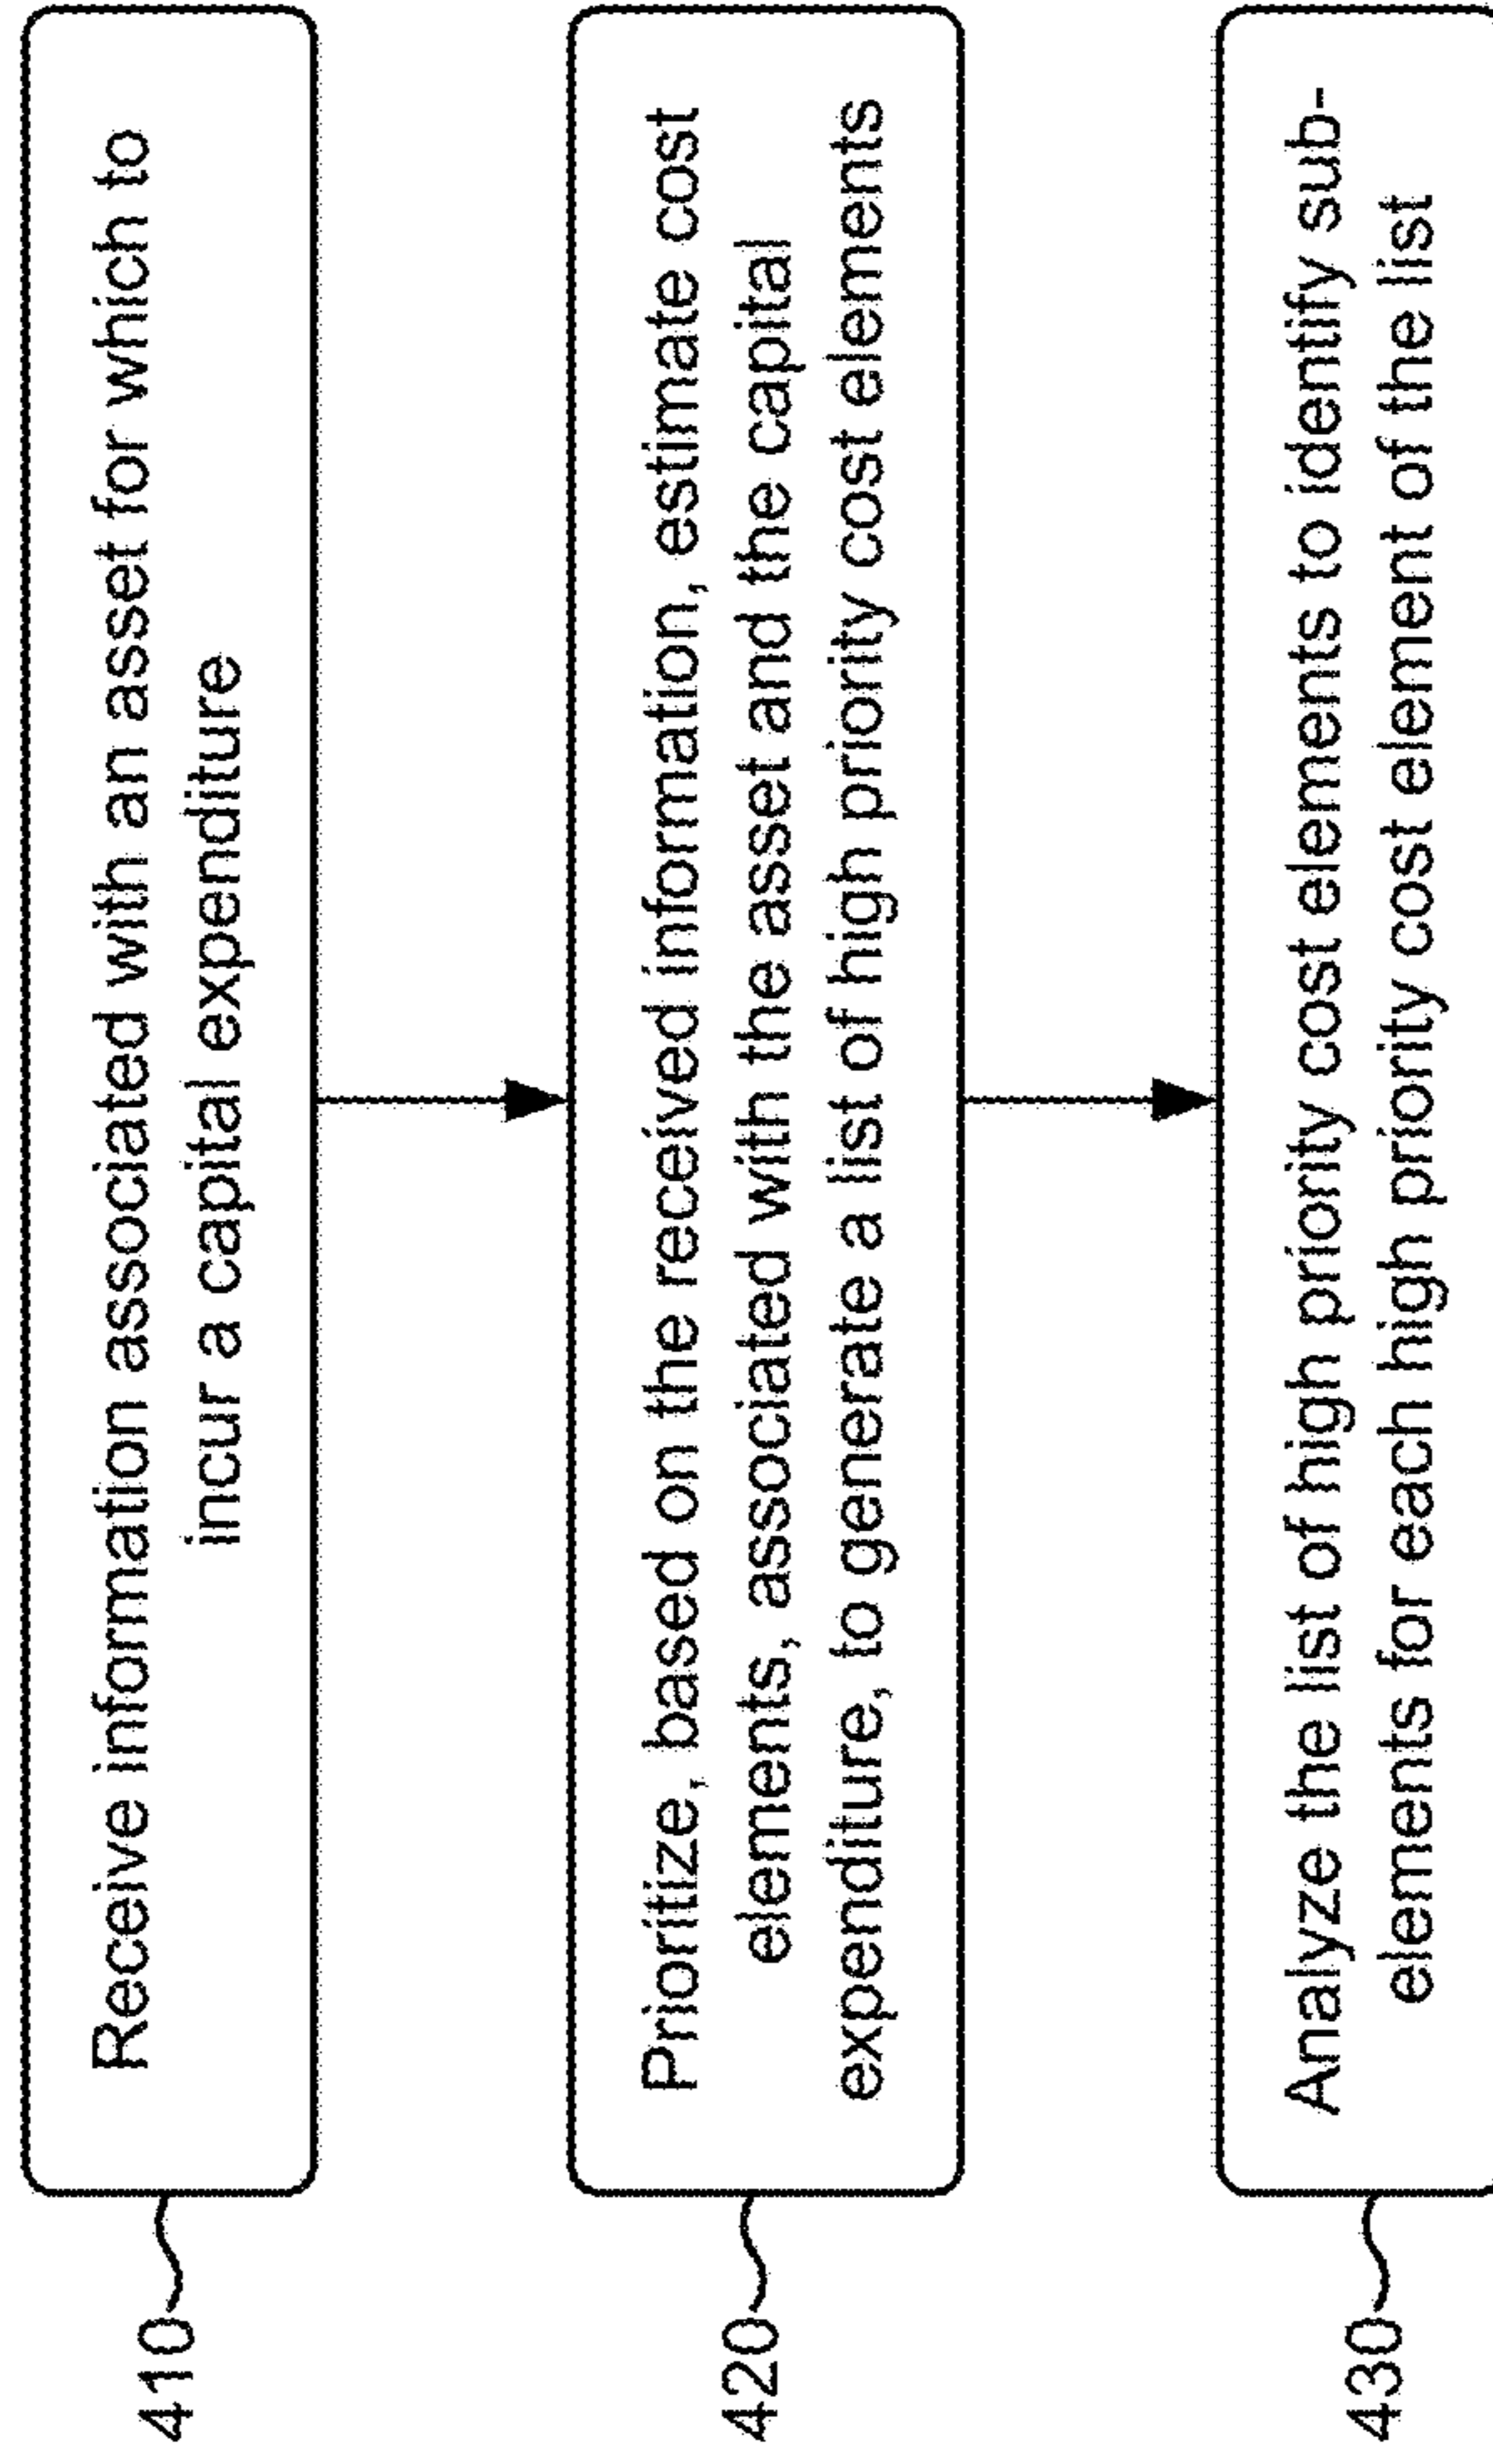 410
Receive information associated with an asset for which to
incur a capital expenditure
420
Prioritize, based on the received information, estimate cost
elements, associated with the asset and the capital
expenditure, to generate a list of high priority cost elements
430
Analyze the list of high priority cost elements to identify sub-
elements for each high priority cost element of the list